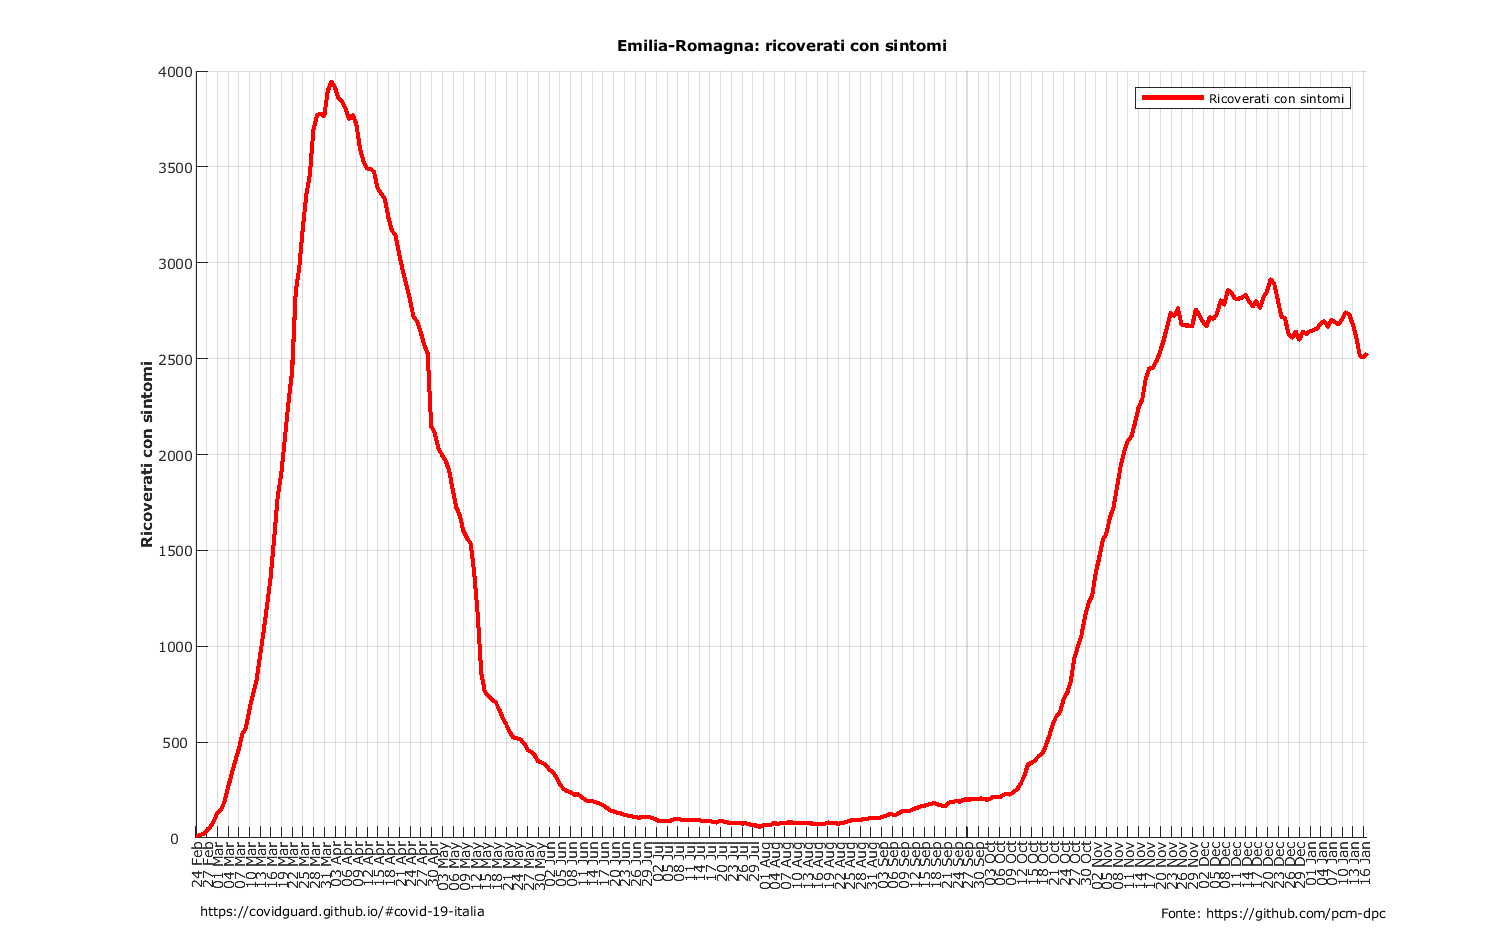 Emilia-Romagna: ricoverati con sintomi
Ricoverati con sintomi
Ricoverati con sintomi
4000
3500
3000
2500
2000
1500
1000
500
0
24 Feb
27 Feb
01 Mar
04 Mar
07 Mar
10 Mar
13 Mar
16 Mar
19 Mar
22 Mar
25 Mar
28 Mar
31 Mar
03 Apr
06 Apr
09 Apr
12 Apr
15 Apr
18 Apr
21 Apr
24 Apr
27 Apr
30 Apr
03 May
06 May
09 May
12 May
15 May
18 May
21 May
24 May
27 May
30 May
02 Jun
05 Jun
08 Jun
11 Jun
14 Jun
17 Jun
20 Jun
23 Jun
26 Jun
29 Jun
02 Jul
05 Jul
08 Jul
11 Jul
14 Jul
17 Jul
20 Jul
23 Jul
26 Jul
29 Jul
01 Aug
04 Aug
07 Aug
10 Aug
13 Aug
16 Aug
19 Aug
22 Aug
25 Aug
28 Aug
31 Aug
03 Sep
06 Sep
09 Sep
12 Sep
15 Sep
18 Sep
21 Sep
24 Sep
27 Sep
30 Sep
03 Oct
06 Oct
09 Oct
12 Oct
15 Oct
18 Oct
21 Oct
24 Oct
27 Oct
30 Oct
02 Nov
05 Nov
08 Nov
11 Nov
14 Nov
17 Nov
20 Nov
23 Nov
26 Nov
29 Nov
02 Dec
05 Dec
08 Dec
11 Dec
14 Dec
17 Dec
20 Dec
23 Dec
26 Dec
29 Dec
01 Jan
04 Jan
07 Jan
10 Jan
13 Jan
16 Jan
https://covidguard.github.io/#covid-19-italia
Fonte: https://github.com/pcm-dpc